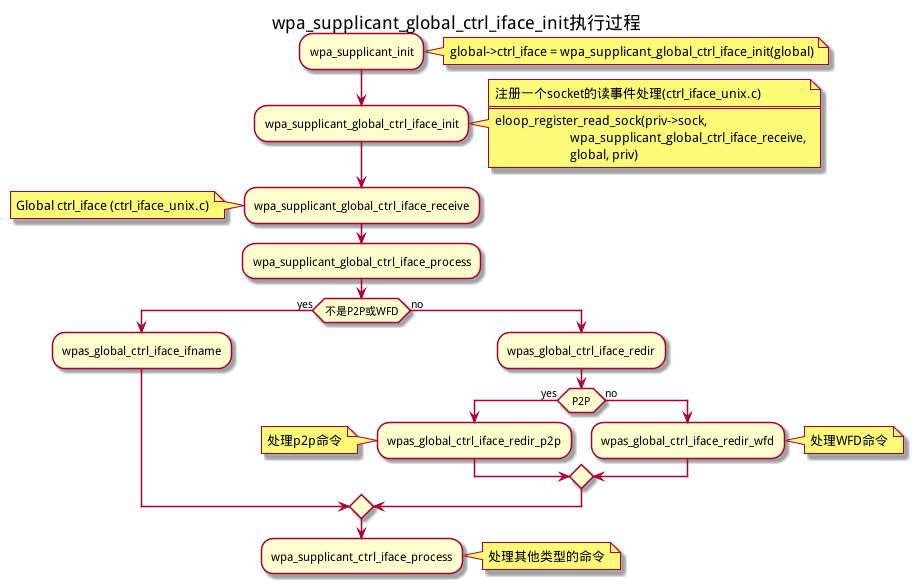 wpa_supplicant_global_ctrl_iface_init执行过程
wpa_supplicant_init
global->ctrl_iface = wpa_supplicant_global_ctrl_iface_init(global)
注册一个socket的读事件处理(ctrl_iface_unix.c)
wpa_supplicant_global_ctrl_iface_init
eloop_register_read_sock(priv->sock,
wpa_supplicant_global_ctrl_iface_receive,
global, priv)
Global ctrl_iface (ctrl_iface_unix.c)
wpa_supplicant_global_ctrl_iface_receive
wpa_supplicant_global_ctrl_iface_process
yes
不是P2P或WFD
no
wpas_global_ctrl_iface_ifname
wpas_global_ctrl_iface_redir
yes
P2P
no
处理p2p命令
wpas_global_ctrl_iface_redir_p2p
wpas_global_ctrl_iface_redir_wfd
处理WFD命令
wpa_supplicant_ctrl_iface_process
处理其他类型的命令